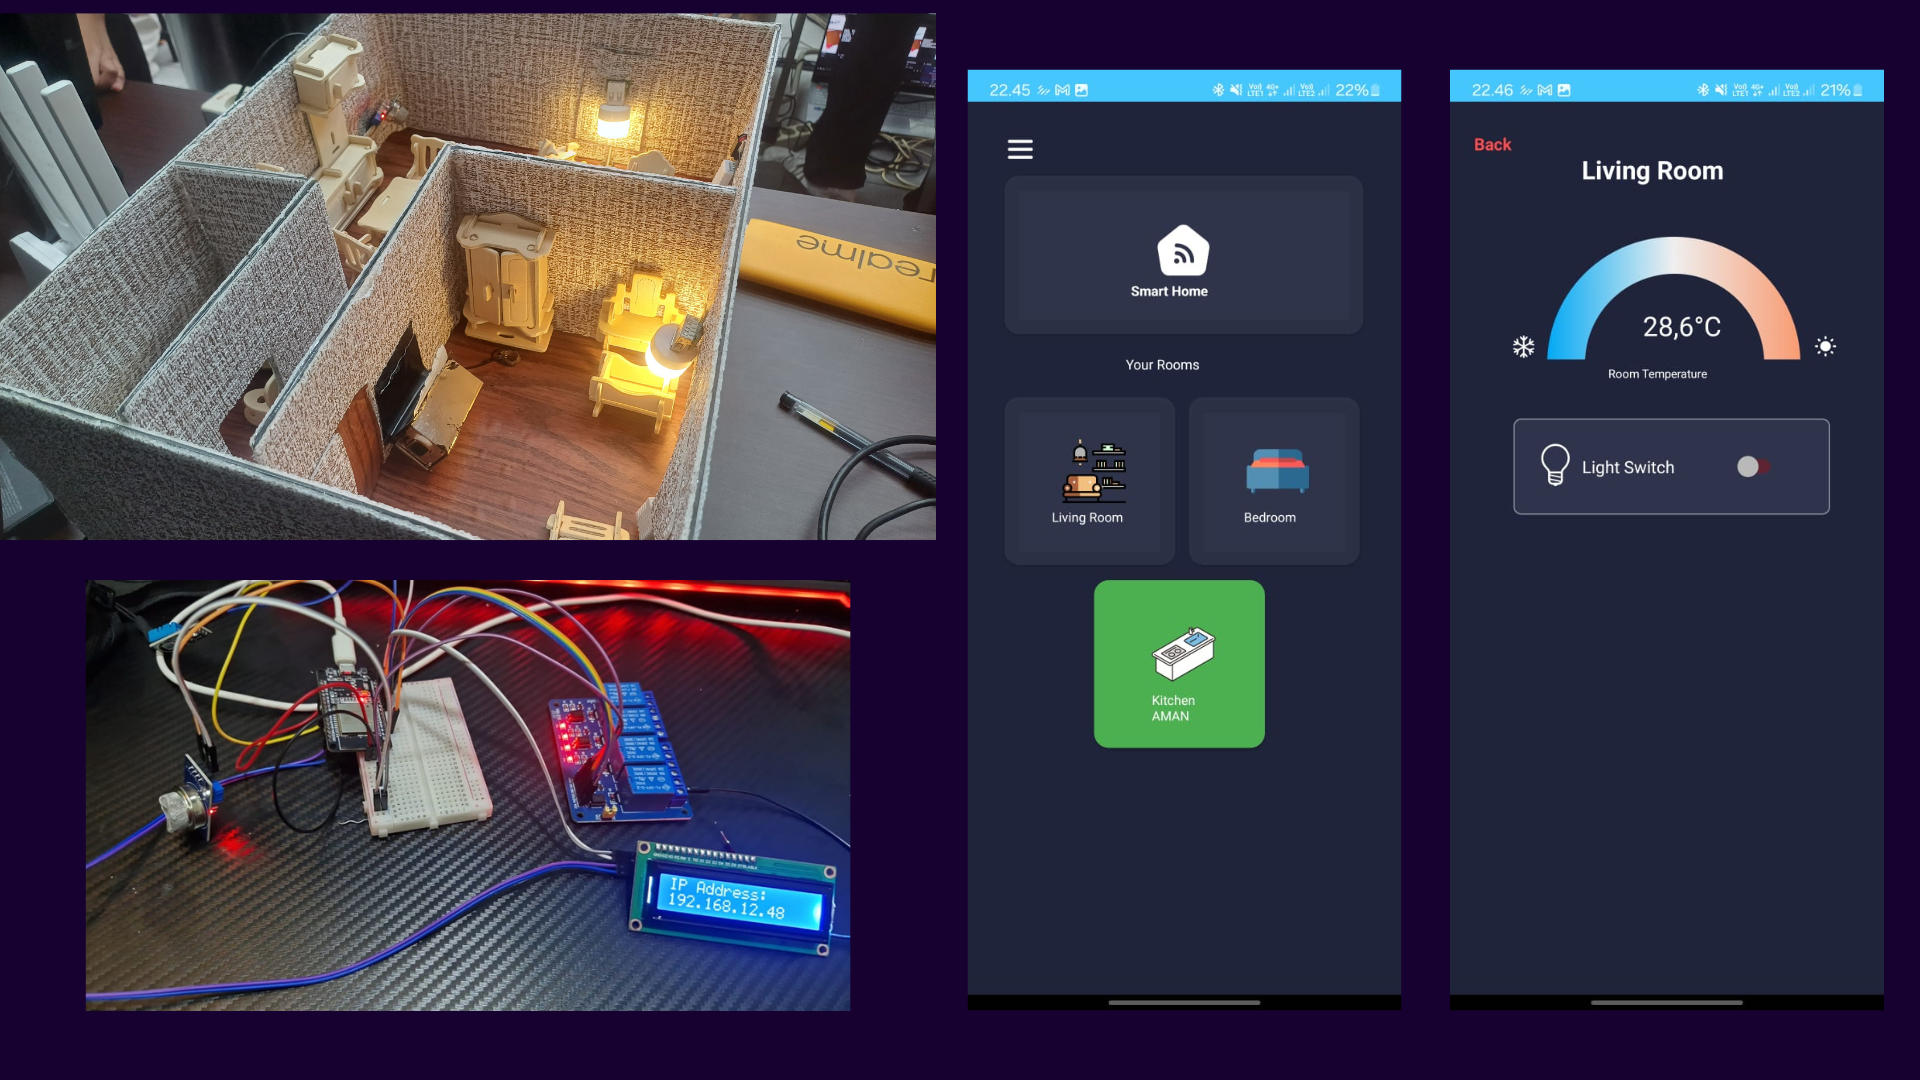 realme
IP Address:
192.168.12.48
22.45
22%
Smart Home
Your Rooms
Living Room
Bedroom
Kitchen
AMAN
22.46
21%
Back
Living Room
28,6°C
Room Temperature
Light Switch